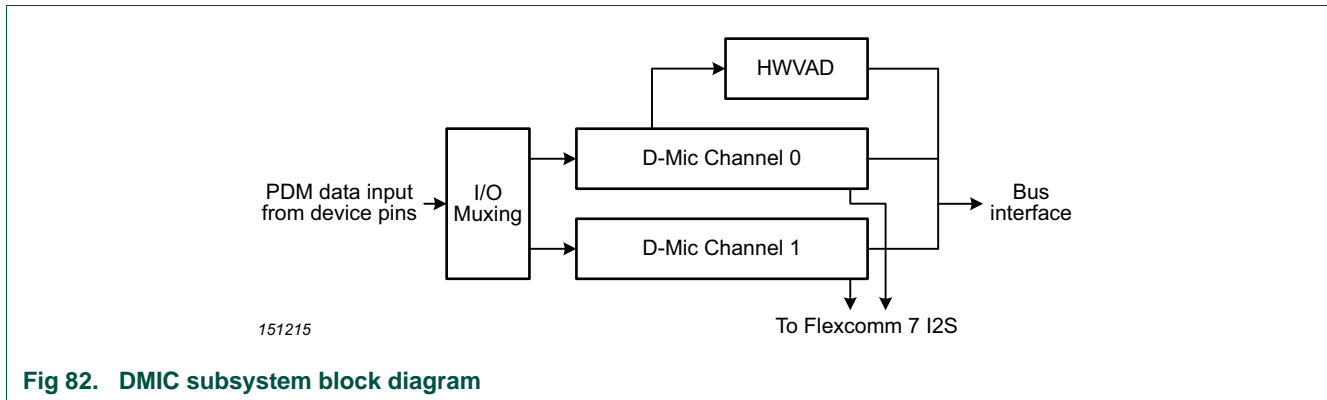 HWVAD
D-Mic Channel 0
PDM data input
from device pins
I/O
Muxing
Bus
interface
D-Mic Channel 1
151215
To Flexcomm 7 I2S
Fig 82. DMIC subsystem block diagram